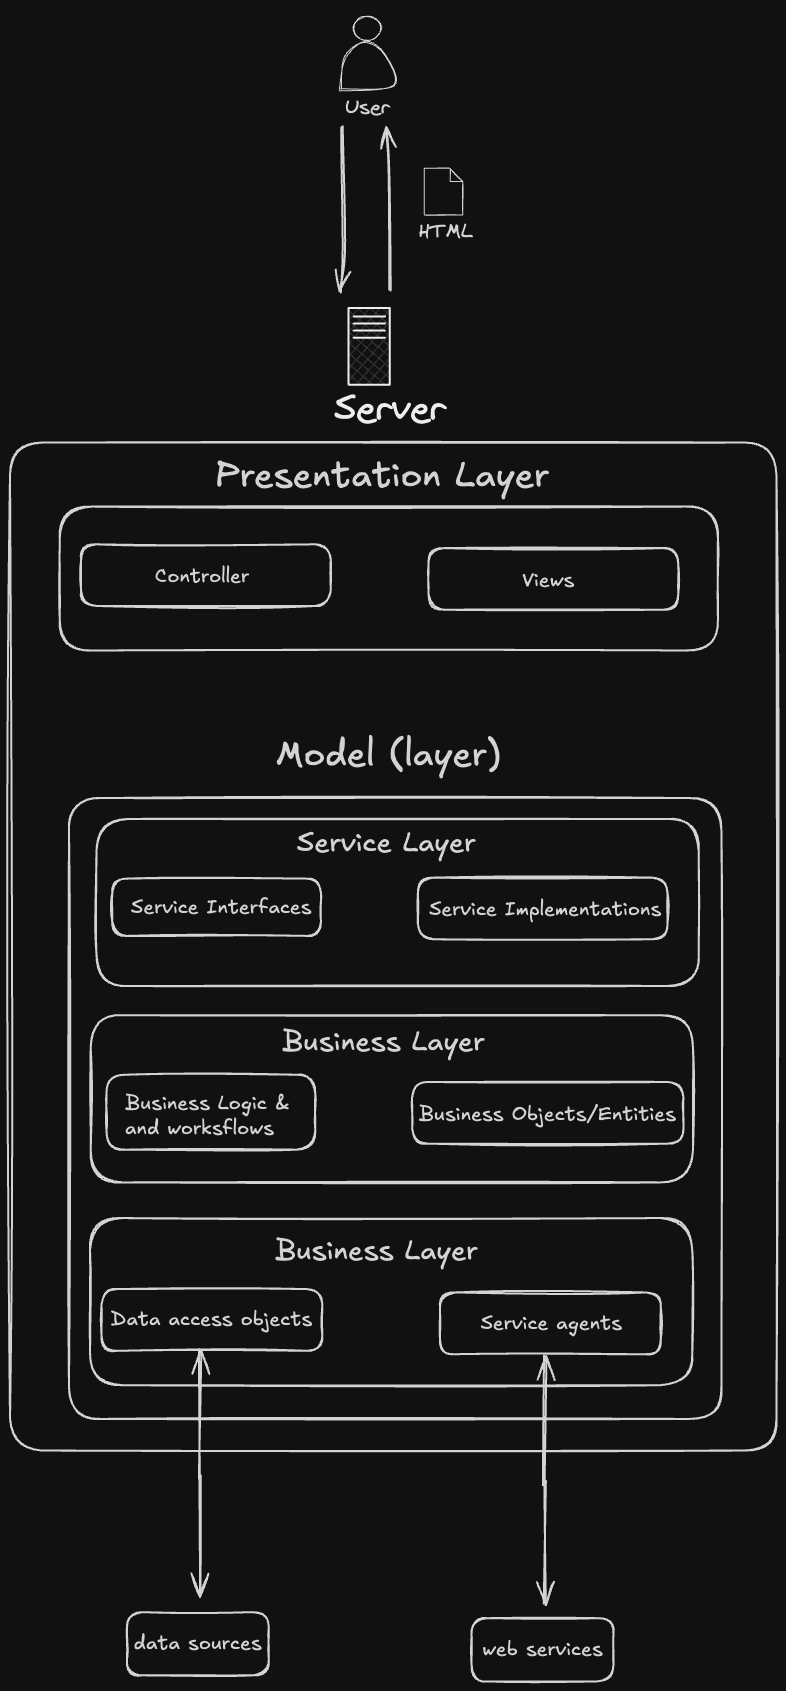 User
HTML
Server
Presentation Layer
Controller
Views
Model (layer)
Service Layer
Service Interfaces
Service Implementations
Business Layer
Business Logic &
and worksflows
Business Objects/Entities
Business Layer
Data access objects
Service agents
data sources
web services